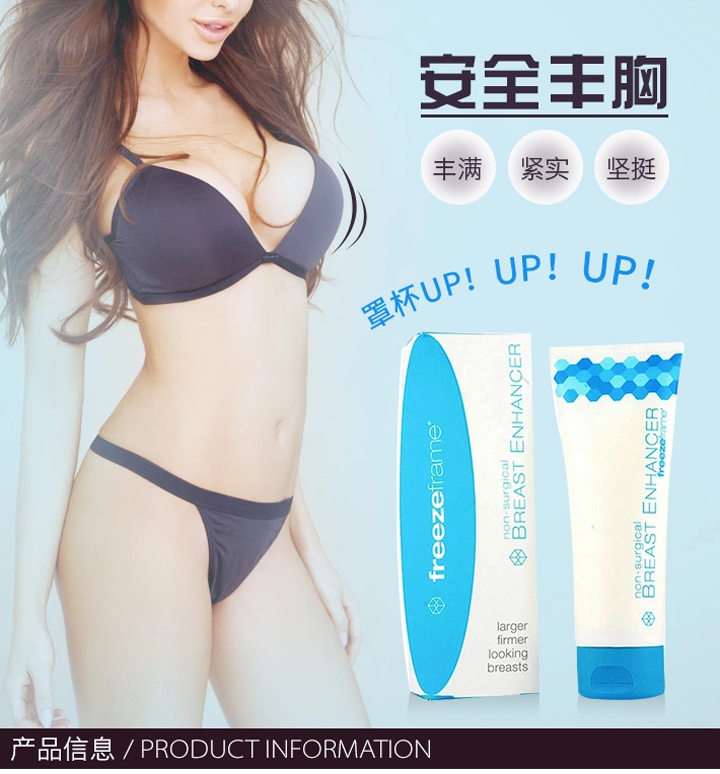 安全丰胸
丰满 紧实 坚挺
罩杯UP! UP! UP!
freezeframe®
non-surgical
BREAST ENHANCER
larger
firmer
looking
breasts
non-surgical
BREAST ENHANCER
freezeframe®
产品信息 / PRODUCT INFORMATION